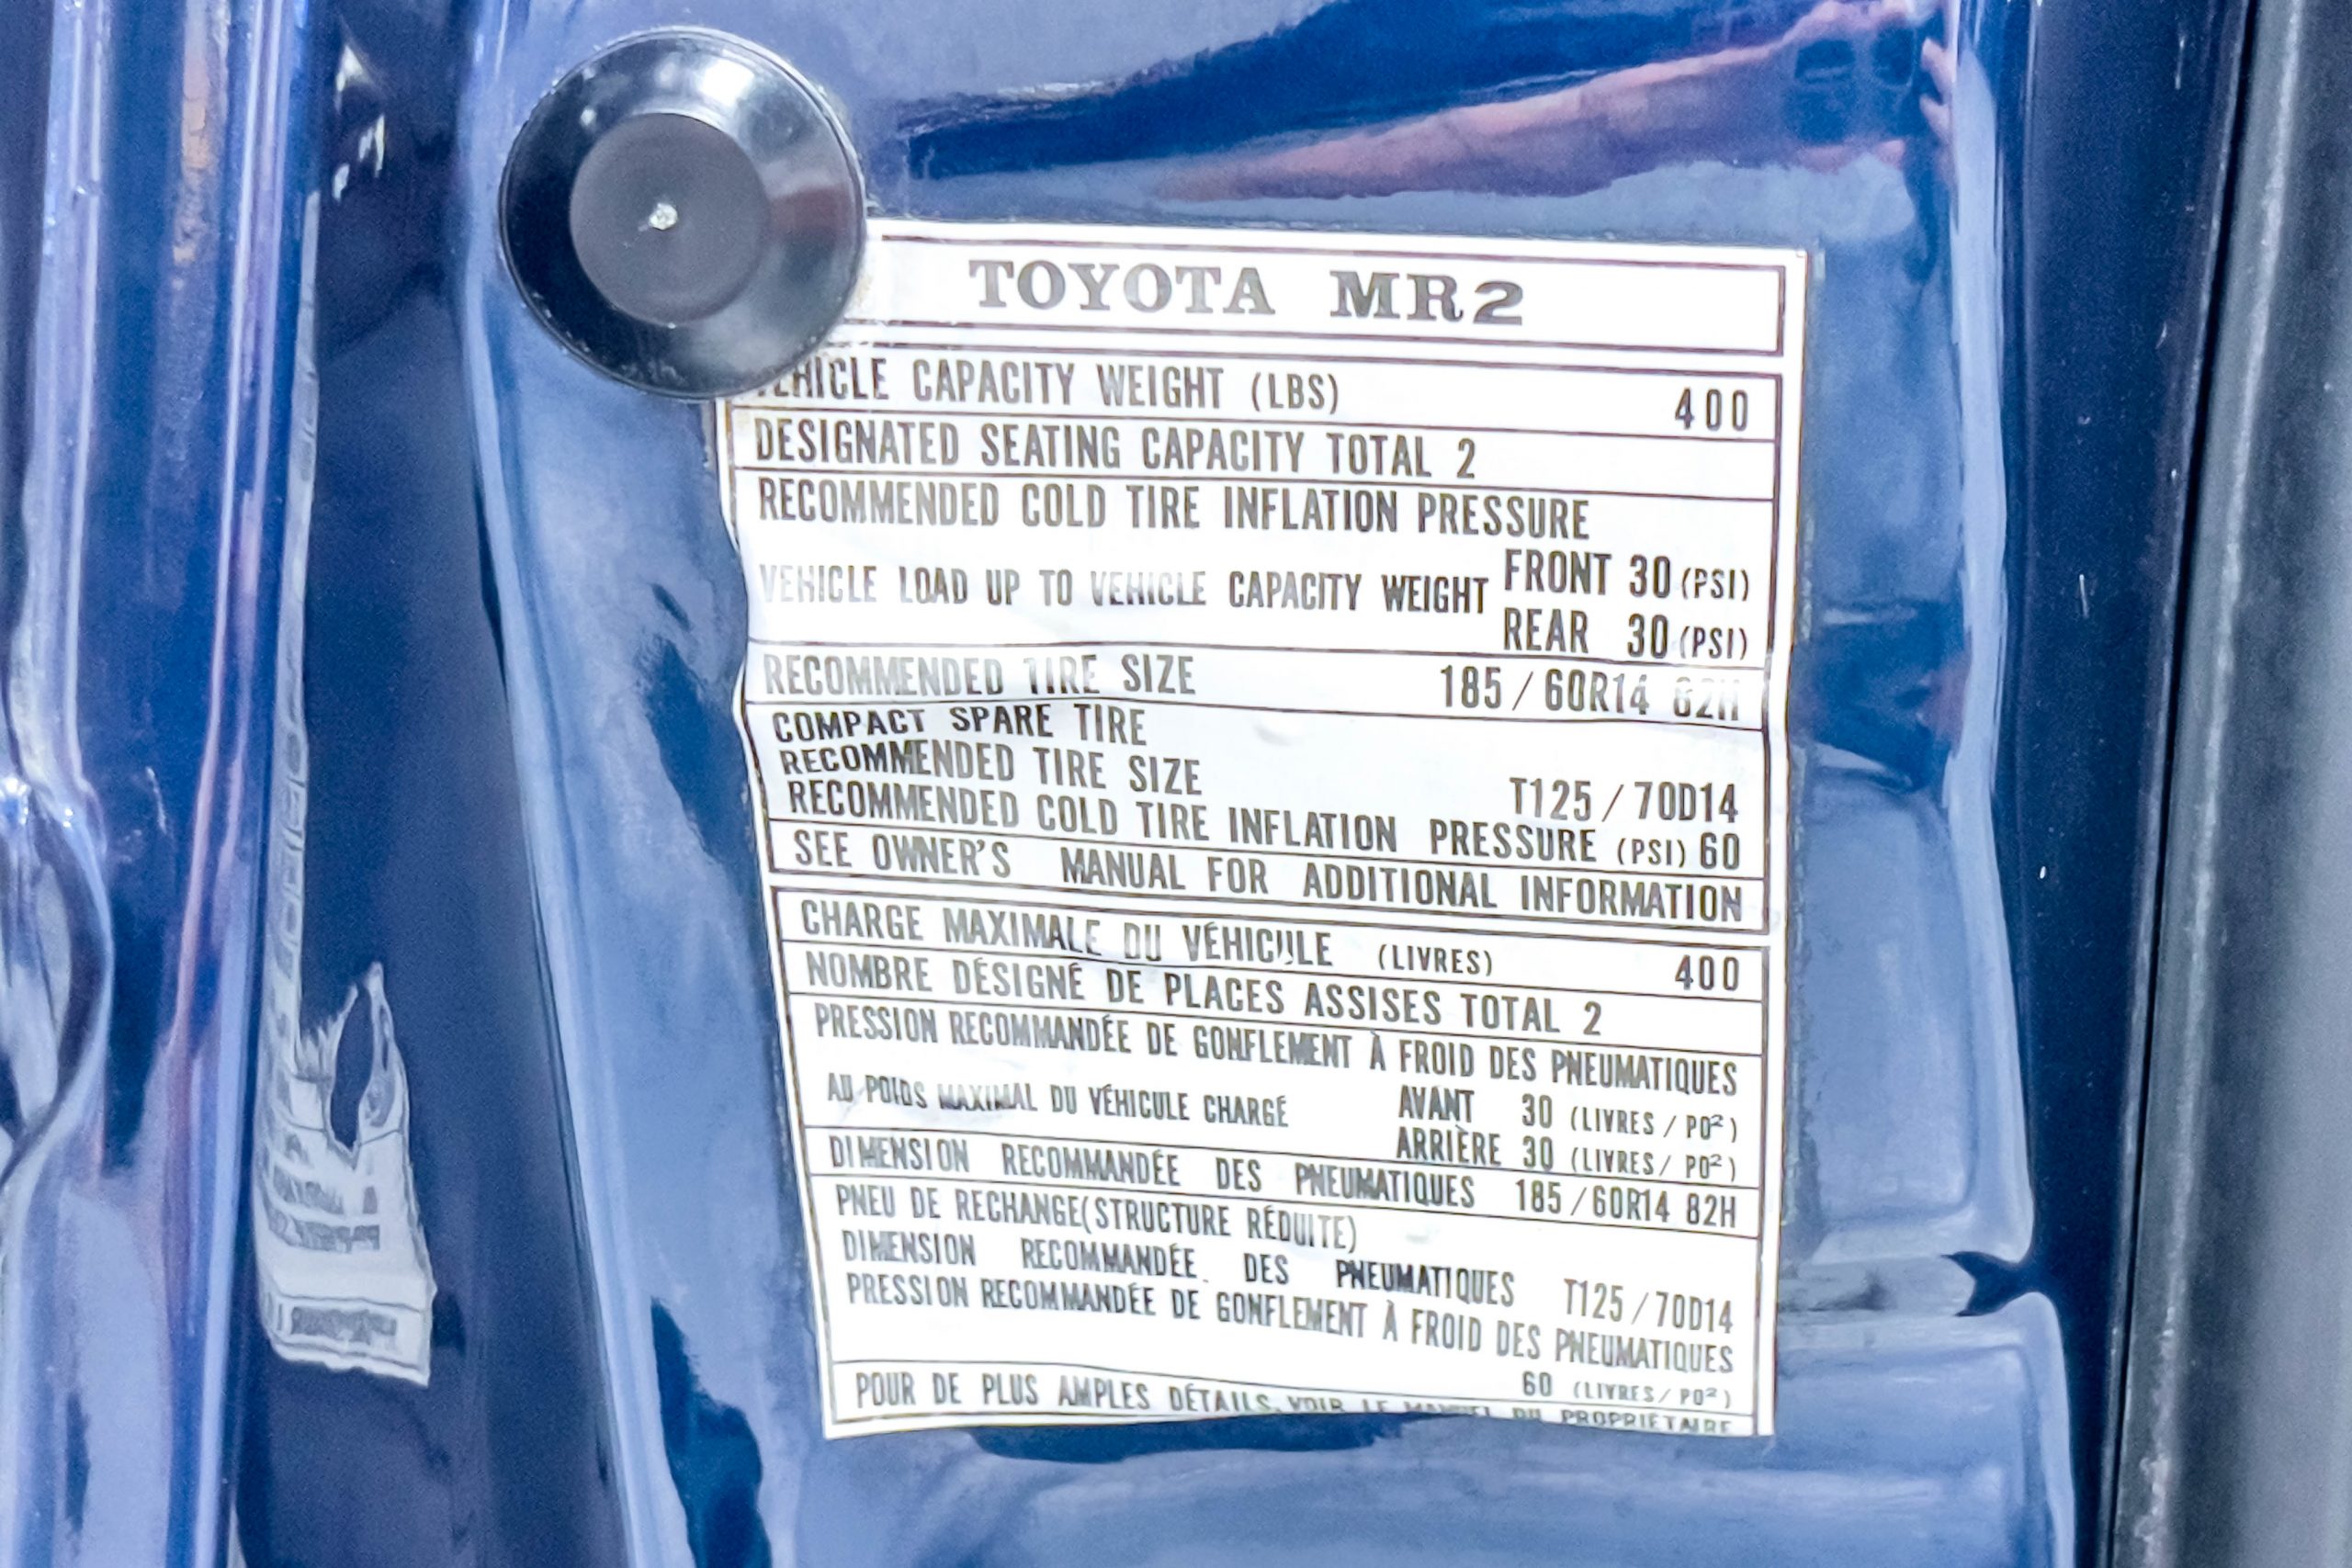 TOYOTA MR2
VEHICLE CAPACITY WEIGHT (LBS) 400
DESIGNATED SEATING CAPACITY TOTAL 2
RECOMMENDED COLD TIRE INFLATION PRESSURE
VEHICLE LOAD UP TO VEHICLE CAPACITY WEIGHT FRONT 30 (PSI)
REAR 30 (PSI)
RECOMMENDED TIRE SIZE 185/60R14 82H
COMPACT SPARE TIRE
RECOMMENDED TIRE SIZE T125/70D14
RECOMMENDED COLD TIRE INFLATION PRESSURE (PSI) 60
SEE OWNER'S MANUAL FOR ADDITIONAL INFORMATION
CHARGE MAXIMALE DU VÉHICULE (LIVRES) 400
NOMBRE DÉSIGNÉ DE PLACES ASSISES TOTAL 2
PRESSION RECOMMANDÉE DE GONFLEMENT À FROID DES PNEUMATIQUES
AU POIDS MAXIMAL DU VÉHICULE CHARGÉ AVANT 30 (LIVRES/PO²)
ARRIÈRE 30 (LIVRES/PO²)
DIMENSION RECOMMANDÉE DES PNEUMATIQUES 185/60R14 82H
PNEU DE RECHANGE(STRUCTURE RÉDUITE)
DIMENSION RECOMMANDÉE DES PNEUMATIQUES T125/70D14
PRESSION RECOMMANDÉE DE GONFLEMENT À FROID DES PNEUMATIQUES
60 (LIVRES/PO²)
POUR DE PLUS AMPLES DÉTAILS, VOIR LE MANUEL DU PROPRIÉTAIRE